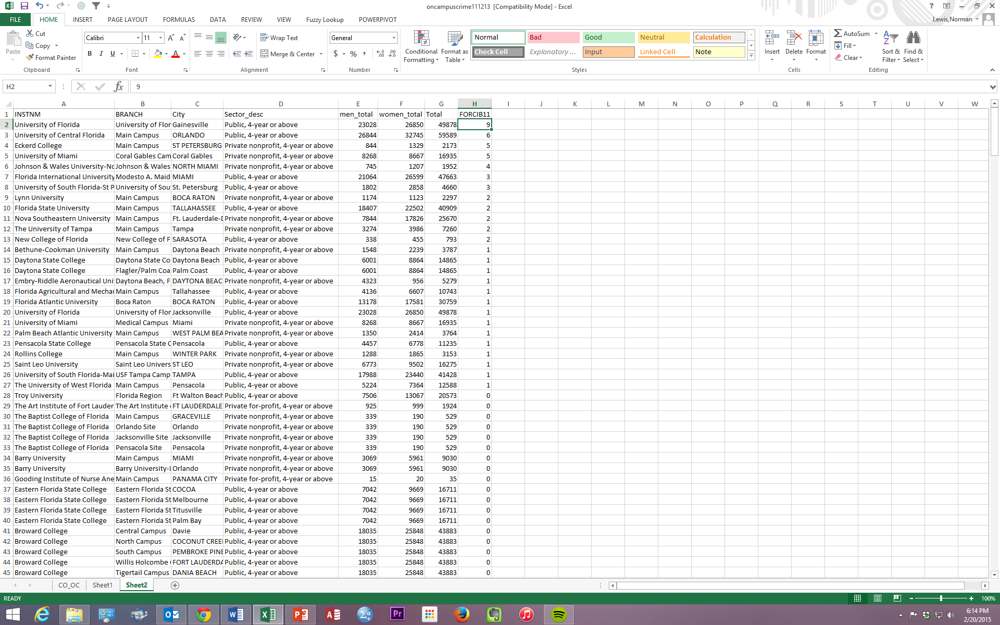 oncampuscrime111213 [Compatibility Mode] - Excel
FILE HOME INSERT PAGE LAYOUT FORMULAS DATA REVIEW VIEW Fuzzy Lookup POWERPIVOT
Lewis,Norman
Paste
Cut
Copy
Format Painter
Clipboard
Calibri 11
B I U
Font
Wrap Text
Merge & Center
Alignment
General
$ % ,
Number
Conditional Formatting
Format as Table
Normal Bad Good Neutral Calculation
Check Cell Explanatory ... Input Linked Cell Note
Styles
Insert Delete Format
Cells
AutoSum
Fill
Clear
Sort & Filter
Find & Select
Editing
H2 fx 9
A B C D E F G H I J K L M N O P Q R S T U V W
1 INSTNM BRANCH City Sector_desc men_total women_total Total FORCIB11
2 University of Florida University of Flor Gainesville Public, 4-year or above 23028 26850 49878 9
3 University of Central Florida Main Campus ORLANDO Public, 4-year or above 26844 32745 59589 6
4 Eckerd College Main Campus ST PETERSBURG Private nonprofit, 4-year or above 844 1329 2173 5
5 University of Miami Coral Gables Cam Coral Gables Private nonprofit, 4-year or above 8268 8667 16935 5
6 Johnson & Wales University-No Johnson & Wales NORTH MIAMI Private nonprofit, 4-year or above 745 1207 1952 4
7 Florida International University Modesto A. Maid MIAMI Public, 4-year or above 21064 26599 47663 3
8 University of South Florida-St P University of Sou St. Petersburg Public, 4-year or above 1802 2858 4660 3
9 Lynn University Main Campus BOCA RATON Private nonprofit, 4-year or above 1174 1123 2297 2
10 Florida State University Main Campus TALLAHASSEE Public, 4-year or above 18407 22502 40909 2
11 Nova Southeastern University Main Campus Ft. Lauderdale-D Private nonprofit, 4-year or above 7844 17826 25670 2
12 The University of Tampa Main Campus Tampa Private nonprofit, 4-year or above 3274 3986 7260 2
13 New College of Florida New College of F SARASOTA Public, 4-year or above 338 455 793 2
14 Bethune-Cookman University Main Campus Daytona Beach Private nonprofit, 4-year or above 1548 2239 3787 1
15 Daytona State College Daytona State Co Daytona Beach Public, 4-year or above 6001 8864 14865 1
16 Daytona State College Flagler/Palm Coa Palm Coast Public, 4-year or above 6001 8864 14865 1
17 Embry-Riddle Aeronautical Uni Daytona Beach, F DAYTONA BEAC Private nonprofit, 4-year or above 4323 956 5279 1
18 Florida Agricultural and Mechan Main Campus Tallahassee Public, 4-year or above 4136 6607 10743 1
19 Florida Atlantic University Boca Raton BOCA RATON Public, 4-year or above 13178 17581 30759 1
20 University of Florida University of Flor Jacksonville Public, 4-year or above 23028 26850 49878 1
21 University of Miami Medical Campus Miami Private nonprofit, 4-year or above 8268 8667 16935 1
22 Palm Beach Atlantic University Main Campus WEST PALM BEA Private nonprofit, 4-year or above 1350 2414 3764 1
23 Pensacola State College Pensacola State C Pensacola Public, 4-year or above 4457 6778 11235 1
24 Rollins College Main Campus WINTER PARK Private nonprofit, 4-year or above 1288 1865 3153 1
25 Saint Leo University Saint Leo Univers ST LEO Private nonprofit, 4-year or above 6773 9502 16275 1
26 University of South Florida-Mai USF Tampa Camp TAMPA Public, 4-year or above 17988 23440 41428 1
27 The University of West Florida Main Campus Pensacola Public, 4-year or above 5224 7364 12588 1
28 Troy University Florida Region Ft Walton Beach Public, 4-year or above 7506 13067 20573 0
29 The Art Institute of Fort Lauder The Art Institute FT LAUDERDALE Private for-profit, 4-year or above 925 999 1924 0
30 The Baptist College of Florida Main Campus GRACEVILLE Private nonprofit, 4-year or above 339 190 529 0
31 The Baptist College of Florida Orlando Site Orlando Private nonprofit, 4-year or above 339 190 529 0
32 The Baptist College of Florida Jacksonville Site Jacksonville Private nonprofit, 4-year or above 339 190 529 0
33 The Baptist College of Florida Pensacola Site Pensacola Private nonprofit, 4-year or above 339 190 529 0
34 Barry University Main Campus MIAMI Private nonprofit, 4-year or above 3069 5961 9030 0
35 Barry University Barry University-L Orlando Private nonprofit, 4-year or above 3069 5961 9030 0
36 Gooding Institute of Nurse Ane Main Campus PANAMA CITY Private for-profit, 4-year or above 15 20 35 0
37 Eastern Florida State College Eastern Florida St COCOA Public, 4-year or above 7042 9669 16711 0
38 Eastern Florida State College Eastern Florida St Melbourne Public, 4-year or above 7042 9669 16711 0
39 Eastern Florida State College Eastern Florida St Titusville Public, 4-year or above 7042 9669 16711 0
40 Eastern Florida State College Eastern Florida St Palm Bay Public, 4-year or above 7042 9669 16711 0
41 Broward College Central Campus Davie Public, 4-year or above 18035 25848 43883 0
42 Broward College North Campus COCONUT CREE Public, 4-year or above 18035 25848 43883 0
43 Broward College South Campus PEMBROKE PINE Public, 4-year or above 18035 25848 43883 0
44 Broward College Willis Holcombe FORT LAUDERDA Public, 4-year or above 18035 25848 43883 0
45 Broward College Tigertail Campus DANIA BEACH Public, 4-year or above 18035 25848 43883 0
CO_OC Sheet1 Sheet2
READY 100%
6:14 PM
2/20/2015